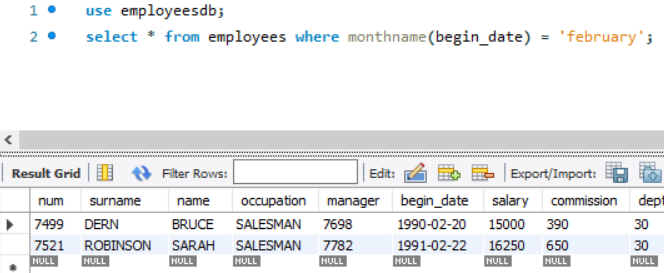 1 use employeesdb;
2 select * from employees where monthname(begin_date) = 'february';
Result Grid Filter Rows: Edit: Export/Import:
num surname name occupation manager begin_date salary commission dept
7499 DERN BRUCE SALESMAN 7698 1990-02-20 15000 390 30
7521 ROBINSON SARAH SALESMAN 7782 1991-02-22 16250 650 30
NULL NULL NULL NULL NULL NULL NULL NULL NULL